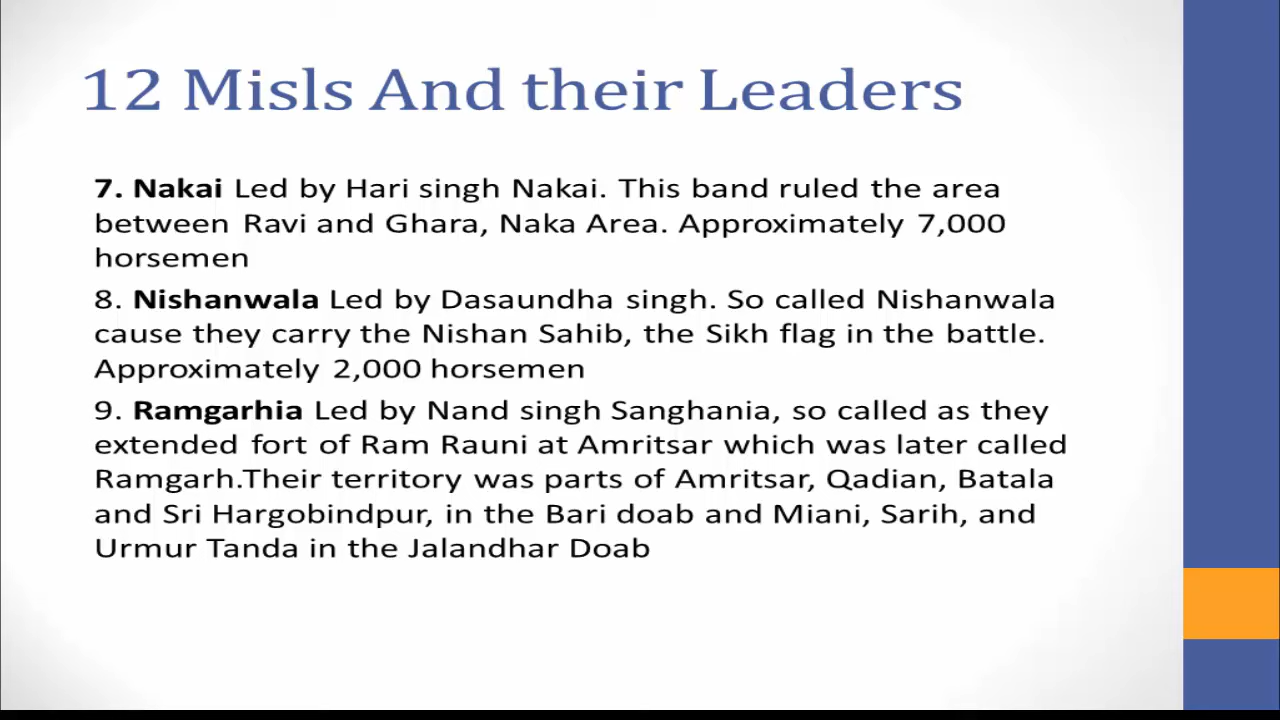 12 Misls And their Leaders
7. Nakai Led by Hari singh Nakai. This band ruled the area
between Ravi and Ghara, Naka Area. Approximately 7,000
horsemen
8. Nishanwala Led by Dasaundha singh. So called Nishanwala
cause they carry the Nishan Sahib, the Sikh flag in the battle.
Approximately 2,000 horsemen
9. Ramgarhia Led by Nand singh Sanghania, so called as they
extended fort of Ram Rauni at Amritsar which was later called
Ramgarh.Their territory was parts of Amritsar, Qadian, Batala
and Sri Hargobindpur, in the Bari doab and Miani, Sarih, and
Urmur Tanda in the Jalandhar Doab